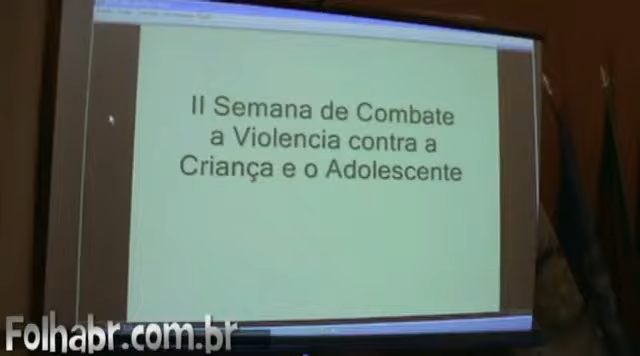 II Semana de Combate
a Violencia contra a
Criança e o Adolescente
Folhabr.com.br